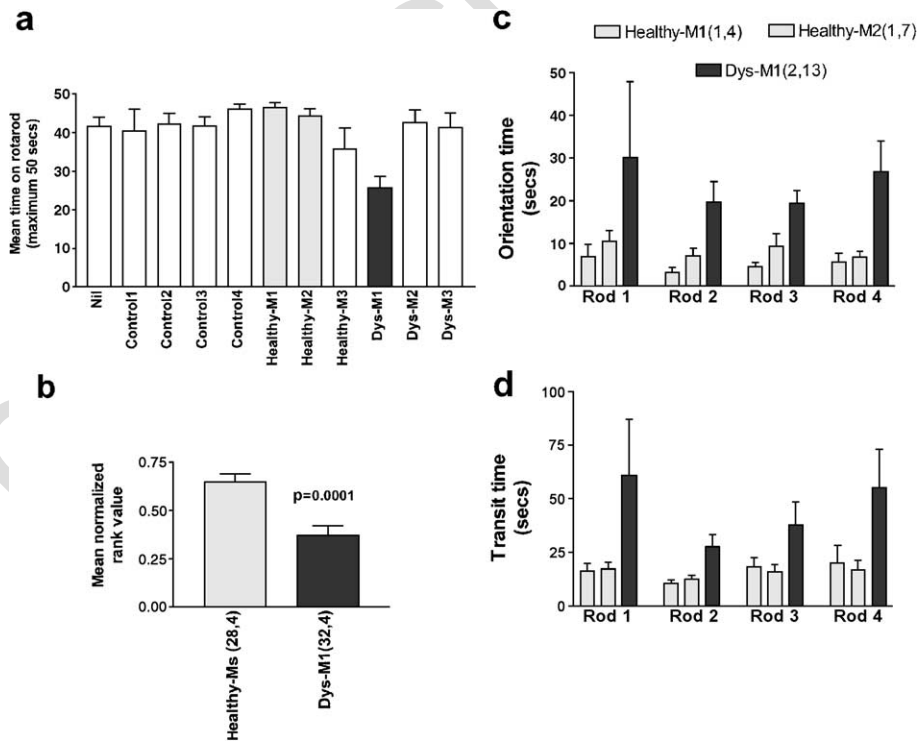 a
Mean time on rotarod
(maximum 50 secs)
50
40
30
20
10
0
Nil
Control1
Control2
Control3
Control4
Healthy-M1
Healthy-M2
Healthy-M3
Dys-M1
Dys-M2
Dys-M3
b
Mean normalized
rank value
0.75
0.50
0.25
0.00
p=0.0001
Healthy-Ms (28,4)
Dys-M1(32,4)
c
Healthy-M1(1,4) Healthy-M2(1,7)
Dys-M1(2,13)
Orientation time
(secs)
50
40
30
20
10
0
Rod 1 Rod 2 Rod 3 Rod 4
d
Transit time
(secs)
100
75
50
25
0
Rod 1 Rod 2 Rod 3 Rod 4